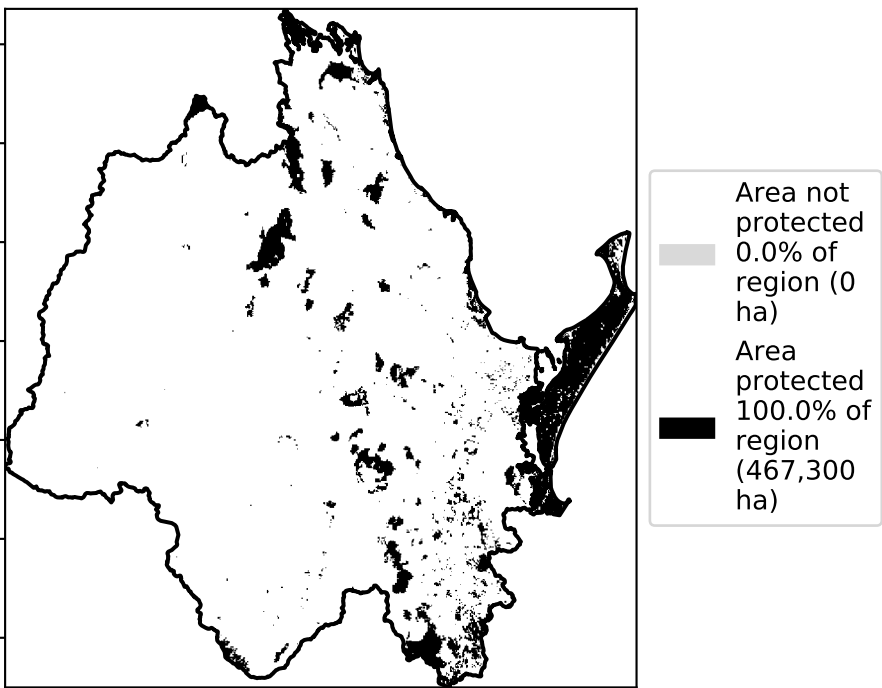 Area not
protected
0.0% of
region (0
ha)
Area
protected
100.0% of
region
(467,300
ha)